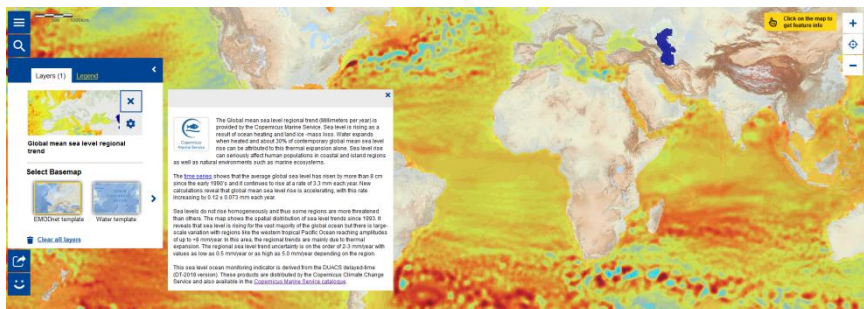 Click on the map to
get feature info
Layers (1) Legend
Global mean sea level regional
trend
Select Basemap
EMODnet template Water template
Clear all layers
Copernicus
Marine Service
The Global mean sea level regional trend (Millimeters per year) is
provided by the Copernicus Marine Service. Sea level is rising as a
result of ocean heating and land ice -mass loss. Water expands
when heated and about 30% of contemporary global mean sea level
rise can be attributed to this thermal expansion alone. Sea level rise
can seriously affect human populations in coastal and island regions
as well as natural environments such as marine ecosystems.
The time series shows that the average global sea level has risen by more than 8 cm
since the early 1990's and it continues to rise at a rate of 3.3 mm each year. New
calculations reveal that global mean sea level rise is accelerating, with this rate
increasing by 0.12 ± 0.073 mm each year.
Sea levels do not rise homogeneously and thus some regions are more threatened
than others. The map shows the spatial distribution of sea level trends since 1993. It
reveals that sea level is rising for the vast majority of the global ocean but there is large-
scale variation with regions like the western tropical Pacific Ocean reaching amplitudes
of up to +8 mm/year. In this area, the regional trends are mainly due to thermal
expansion. The regional sea level trend uncertainty is on the order of 2-3 mm/year with
values as low as 0.5 mm/year or as high as 5.0 mm/year depending on the region.
This sea level ocean monitoring indicator is derived from the DUACS delayed-time
(DT-2018 version). These products are distributed by the Copernicus Climate Change
Service and also available in the Copernicus Marine Service catalogue.